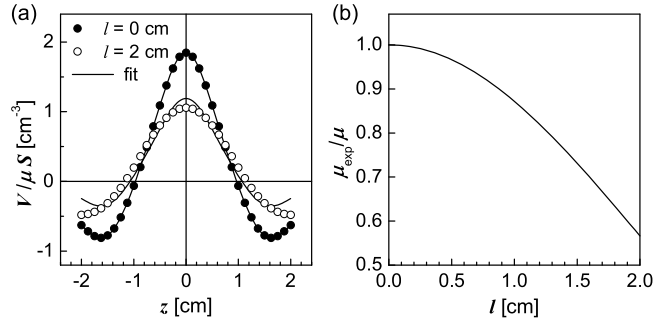 (a)
l = 0 cm
l = 2 cm
fit
V/μS [cm⁻³]
2
1
0
-1
-2 -1 0 1 2
z [cm]
(b)
μexp/μ
1.0
0.9
0.8
0.7
0.6
0.5
0.0 0.5 1.0 1.5 2.0
l [cm]